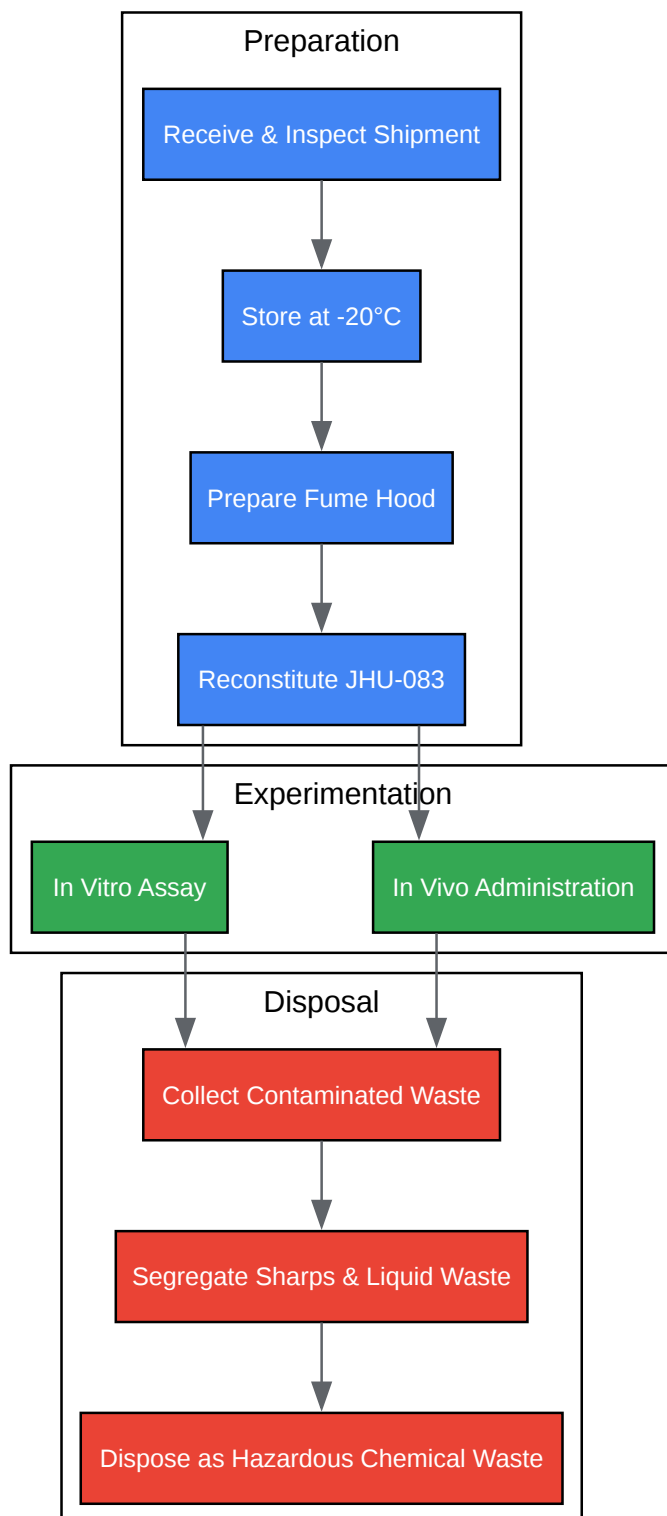 Preparation
Receive & Inspect Shipment
Store at -20°C
Prepare Fume Hood
Reconstitute JHU-083
Experimentation
In Vitro Assay
In Vivo Administration
Disposal
Collect Contaminated Waste
Segregate Sharps & Liquid Waste
Dispose as Hazardous Chemical Waste